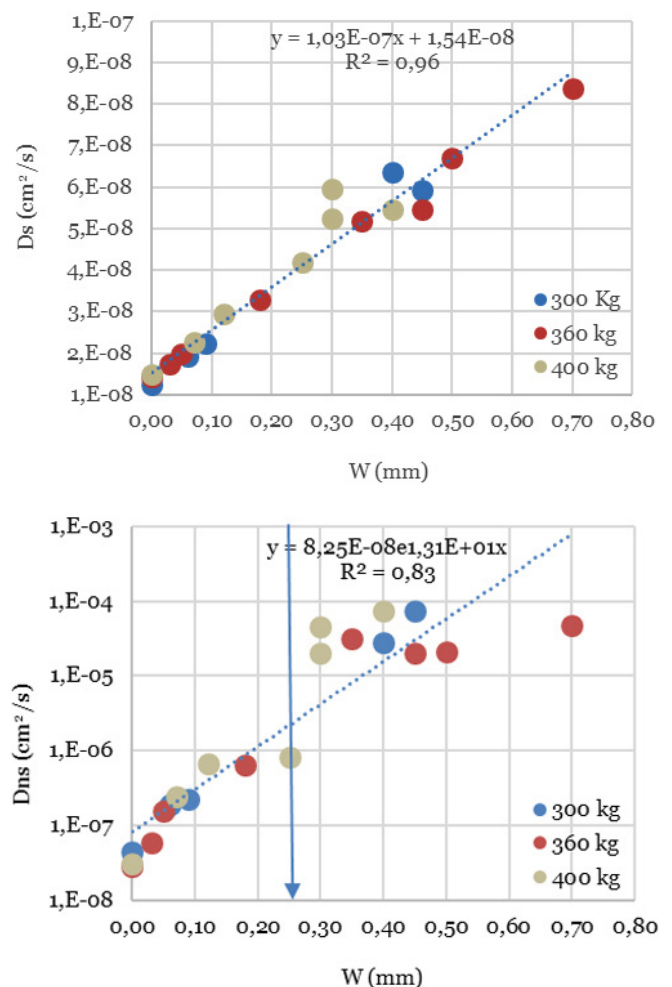 1,E-07
y = 1,03E-07x + 1,54E-08
R² = 0,96
9,E-08
8,E-08
7,E-08
6,E-08
5,E-08
4,E-08
3,E-08
2,E-08
1,E-08
Ds (cm²/s)
300 Kg
360 kg
400 kg
0,00 0,10 0,20 0,30 0,40 0,50 0,60 0,70 0,80
W (mm)
1,E-03
y = 8,25E-08e1,31E+01x
R² = 0,83
1,E-04
1,E-05
1,E-06
1,E-07
1,E-08
Dns (cm²/s)
300 kg
360 kg
400 kg
0,00 0,10 0,20 0,30 0,40 0,50 0,60 0,70 0,80
W (mm)